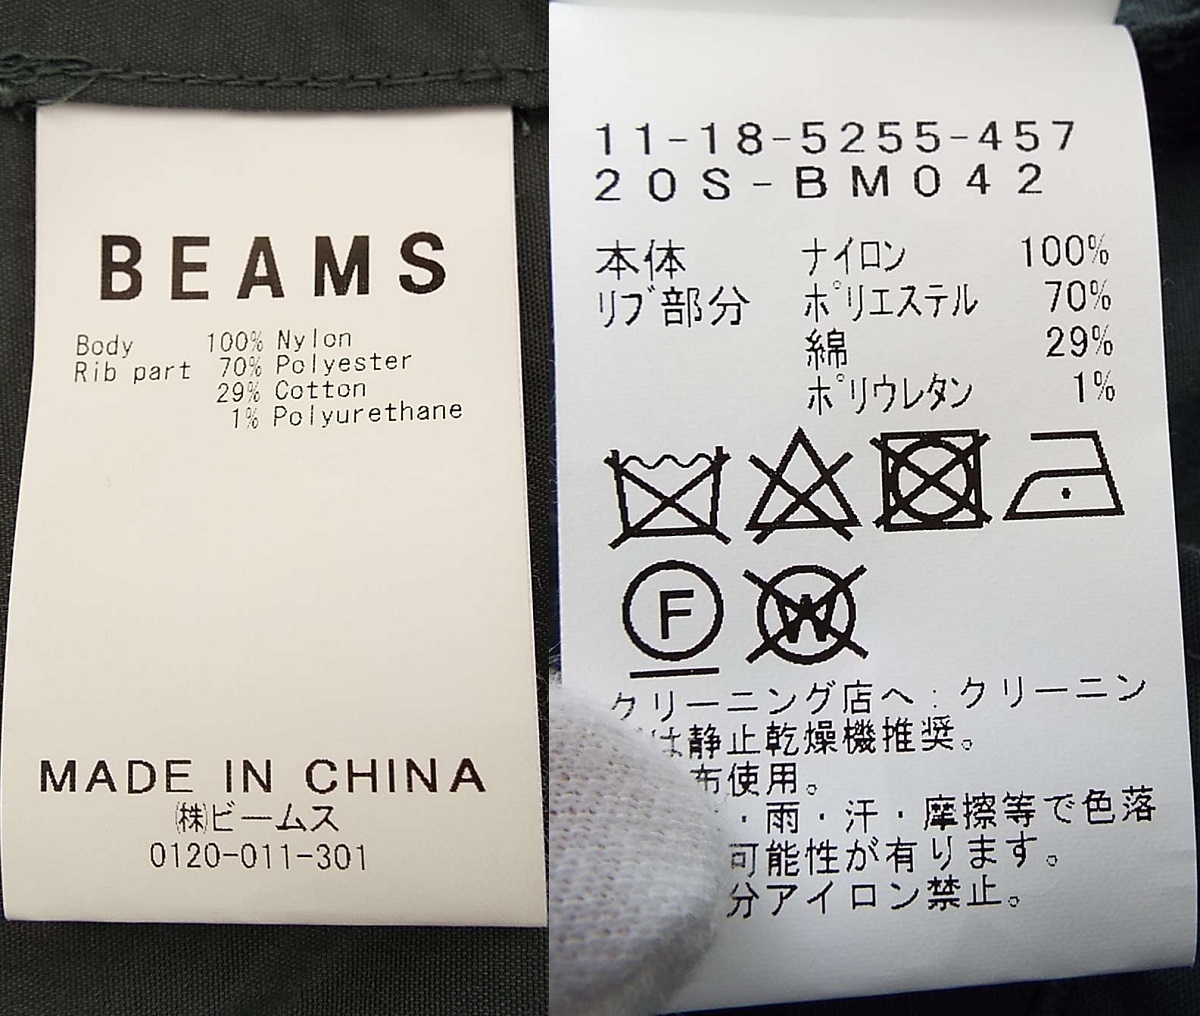 BEAMS
Body 100% Nylon
Rib part 70% Polyester
29% Cotton
1% Polyurethane
MADE IN CHINA
㈱ビームス
0120-011-301
11-18-5255-457
20S-BM042
本体 ナイロン 100%
リブ部分 ポリエステル 70%
綿 29%
ポリウレタン 1%
F
W
クリーニング店へ:クリーニン
は静止乾燥機推奨。
布使用。
・雨・汗・摩擦等で色落
可能性が有ります。
分アイロン禁止。